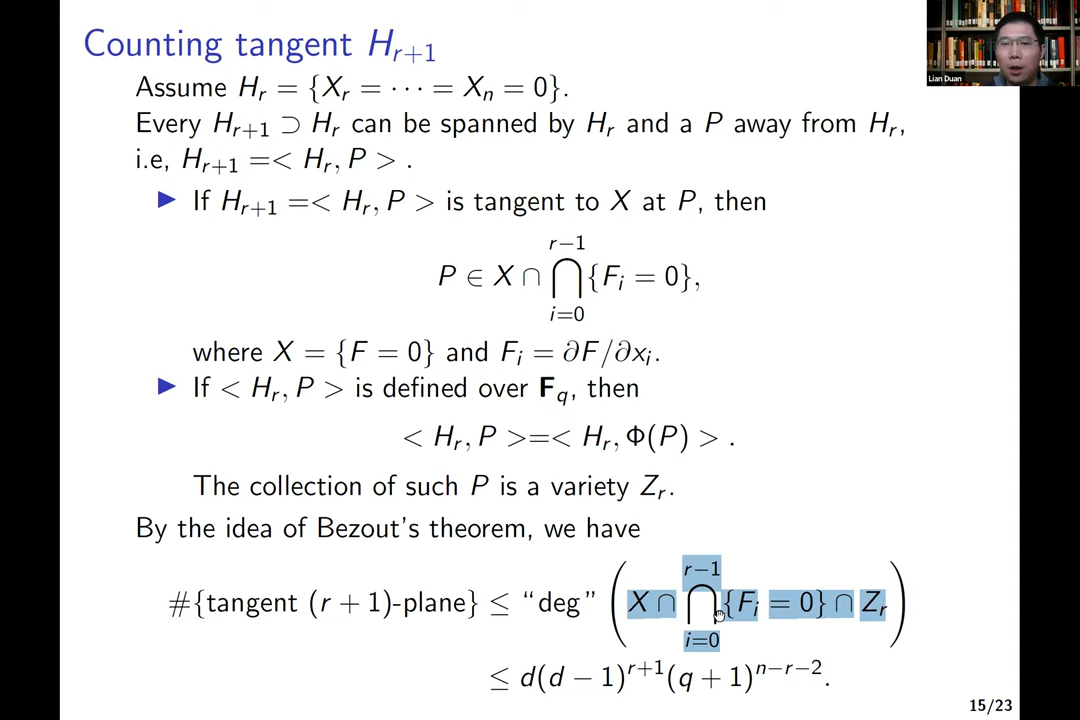 Counting tangent H_{r+1}
Lian Duan
Assume H_r = {X_r = ⋯ = X_n = 0}.
Every H_{r+1} ⊃ H_r can be spanned by H_r and a P away from H_r,
i.e, H_{r+1} =< H_r, P > .
▶ If H_{r+1} =< H_r, P > is tangent to X at P, then
P ∈ X ∩ ⋂_{i=0}^{r−1} {F_i = 0},
where X = {F = 0} and F_i = ∂F/∂x_i.
▶ If < H_r, P > is defined over F_q, then
< H_r, P >=< H_r, Φ(P) > .
The collection of such P is a variety Z_r.
By the idea of Bezout's theorem, we have
#{tangent (r + 1)-plane} ≤ “deg” (X ∩ ⋂_{i=0}^{r−1} {F_i = 0} ∩ Z_r)
≤ d(d − 1)^{r+1}(q + 1)^{n−r−2}.
15/23